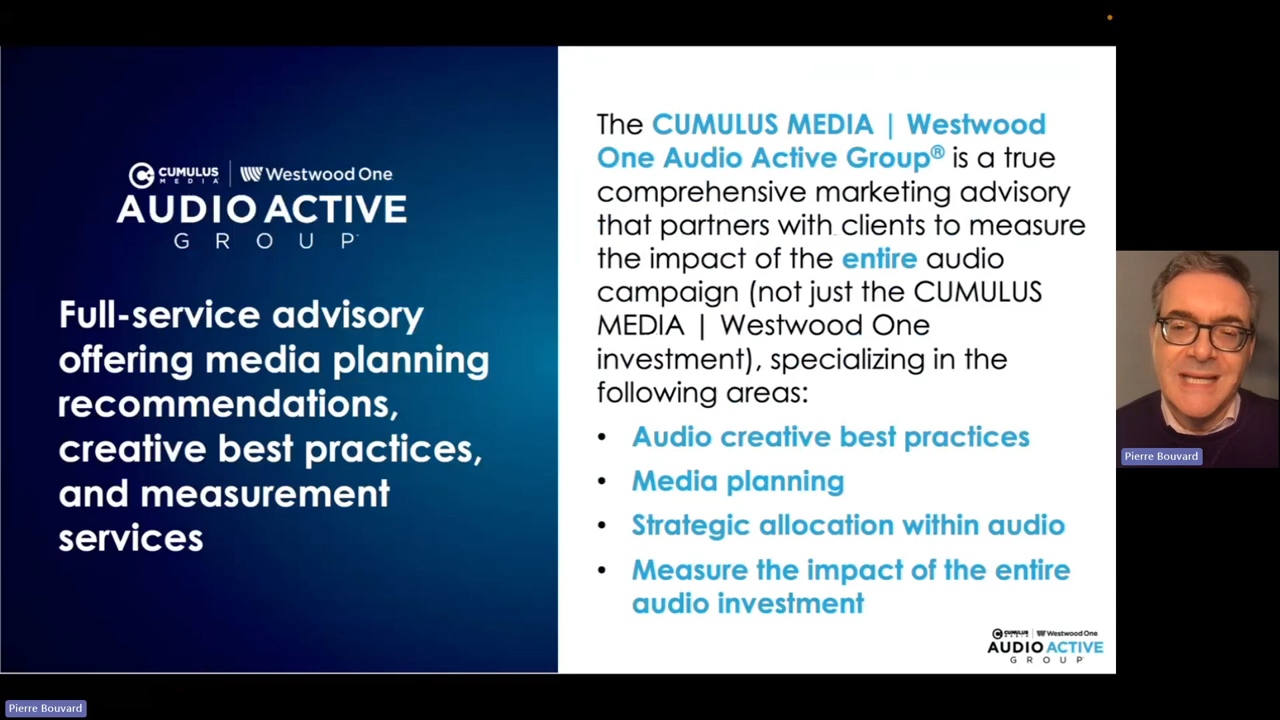 CUMULUS MEDIA | Westwood One
AUDIO ACTIVE
GROUP
Full-service advisory
offering media planning
recommendations,
creative best practices,
and measurement
services
The CUMULUS MEDIA | Westwood
One Audio Active Group® is a true
comprehensive marketing advisory
that partners with clients to measure
the impact of the entire audio
campaign (not just the CUMULUS
MEDIA | Westwood One
investment), specializing in the
following areas:
• Audio creative best practices
• Media planning
• Strategic allocation within audio
• Measure the impact of the entire
audio investment
CUMULUS MEDIA | Westwood One
AUDIO ACTIVE
GROUP
Pierre Bouvard
Pierre Bouvard